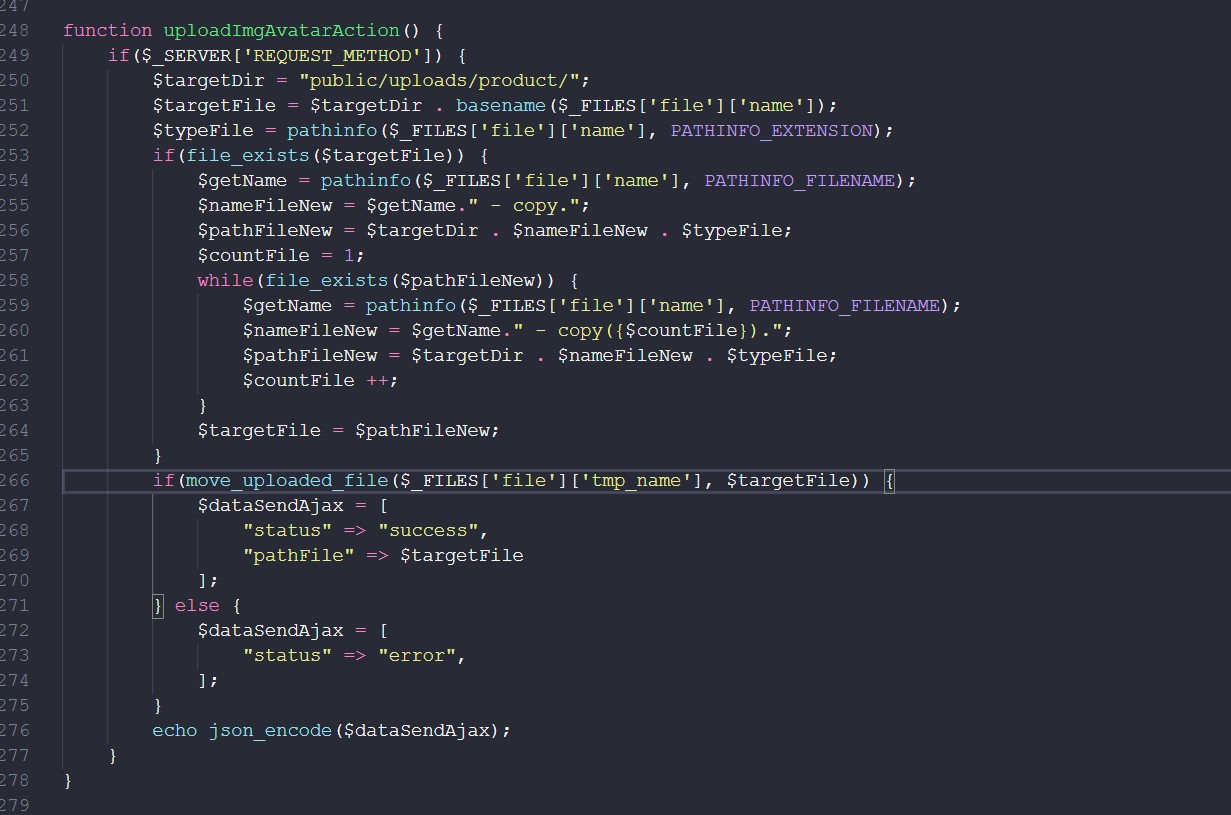 247
248 function uploadImgAvatarAction() {
249 if($_SERVER['REQUEST_METHOD']) {
250 $targetDir = "public/uploads/product/";
251 $targetFile = $targetDir . basename($_FILES['file']['name']);
252 $typeFile = pathinfo($_FILES['file']['name'], PATHINFO_EXTENSION);
253 if(file_exists($targetFile)) {
254 $getName = pathinfo($_FILES['file']['name'], PATHINFO_FILENAME);
255 $nameFileNew = $getName." - copy.";
256 $pathFileNew = $targetDir . $nameFileNew . $typeFile;
257 $countFile = 1;
258 while(file_exists($pathFileNew)) {
259 $getName = pathinfo($_FILES['file']['name'], PATHINFO_FILENAME);
260 $nameFileNew = $getName." - copy({$countFile}).";
261 $pathFileNew = $targetDir . $nameFileNew . $typeFile;
262 $countFile ++;
263 }
264 $targetFile = $pathFileNew;
265 }
266 if(move_uploaded_file($_FILES['file']['tmp_name'], $targetFile)) {
267 $dataSendAjax = [
268 "status" => "success",
269 "pathFile" => $targetFile
270 ];
271 } else {
272 $dataSendAjax = [
273 "status" => "error",
274 ];
275 }
276 echo json_encode($dataSendAjax);
277 }
278 }
279